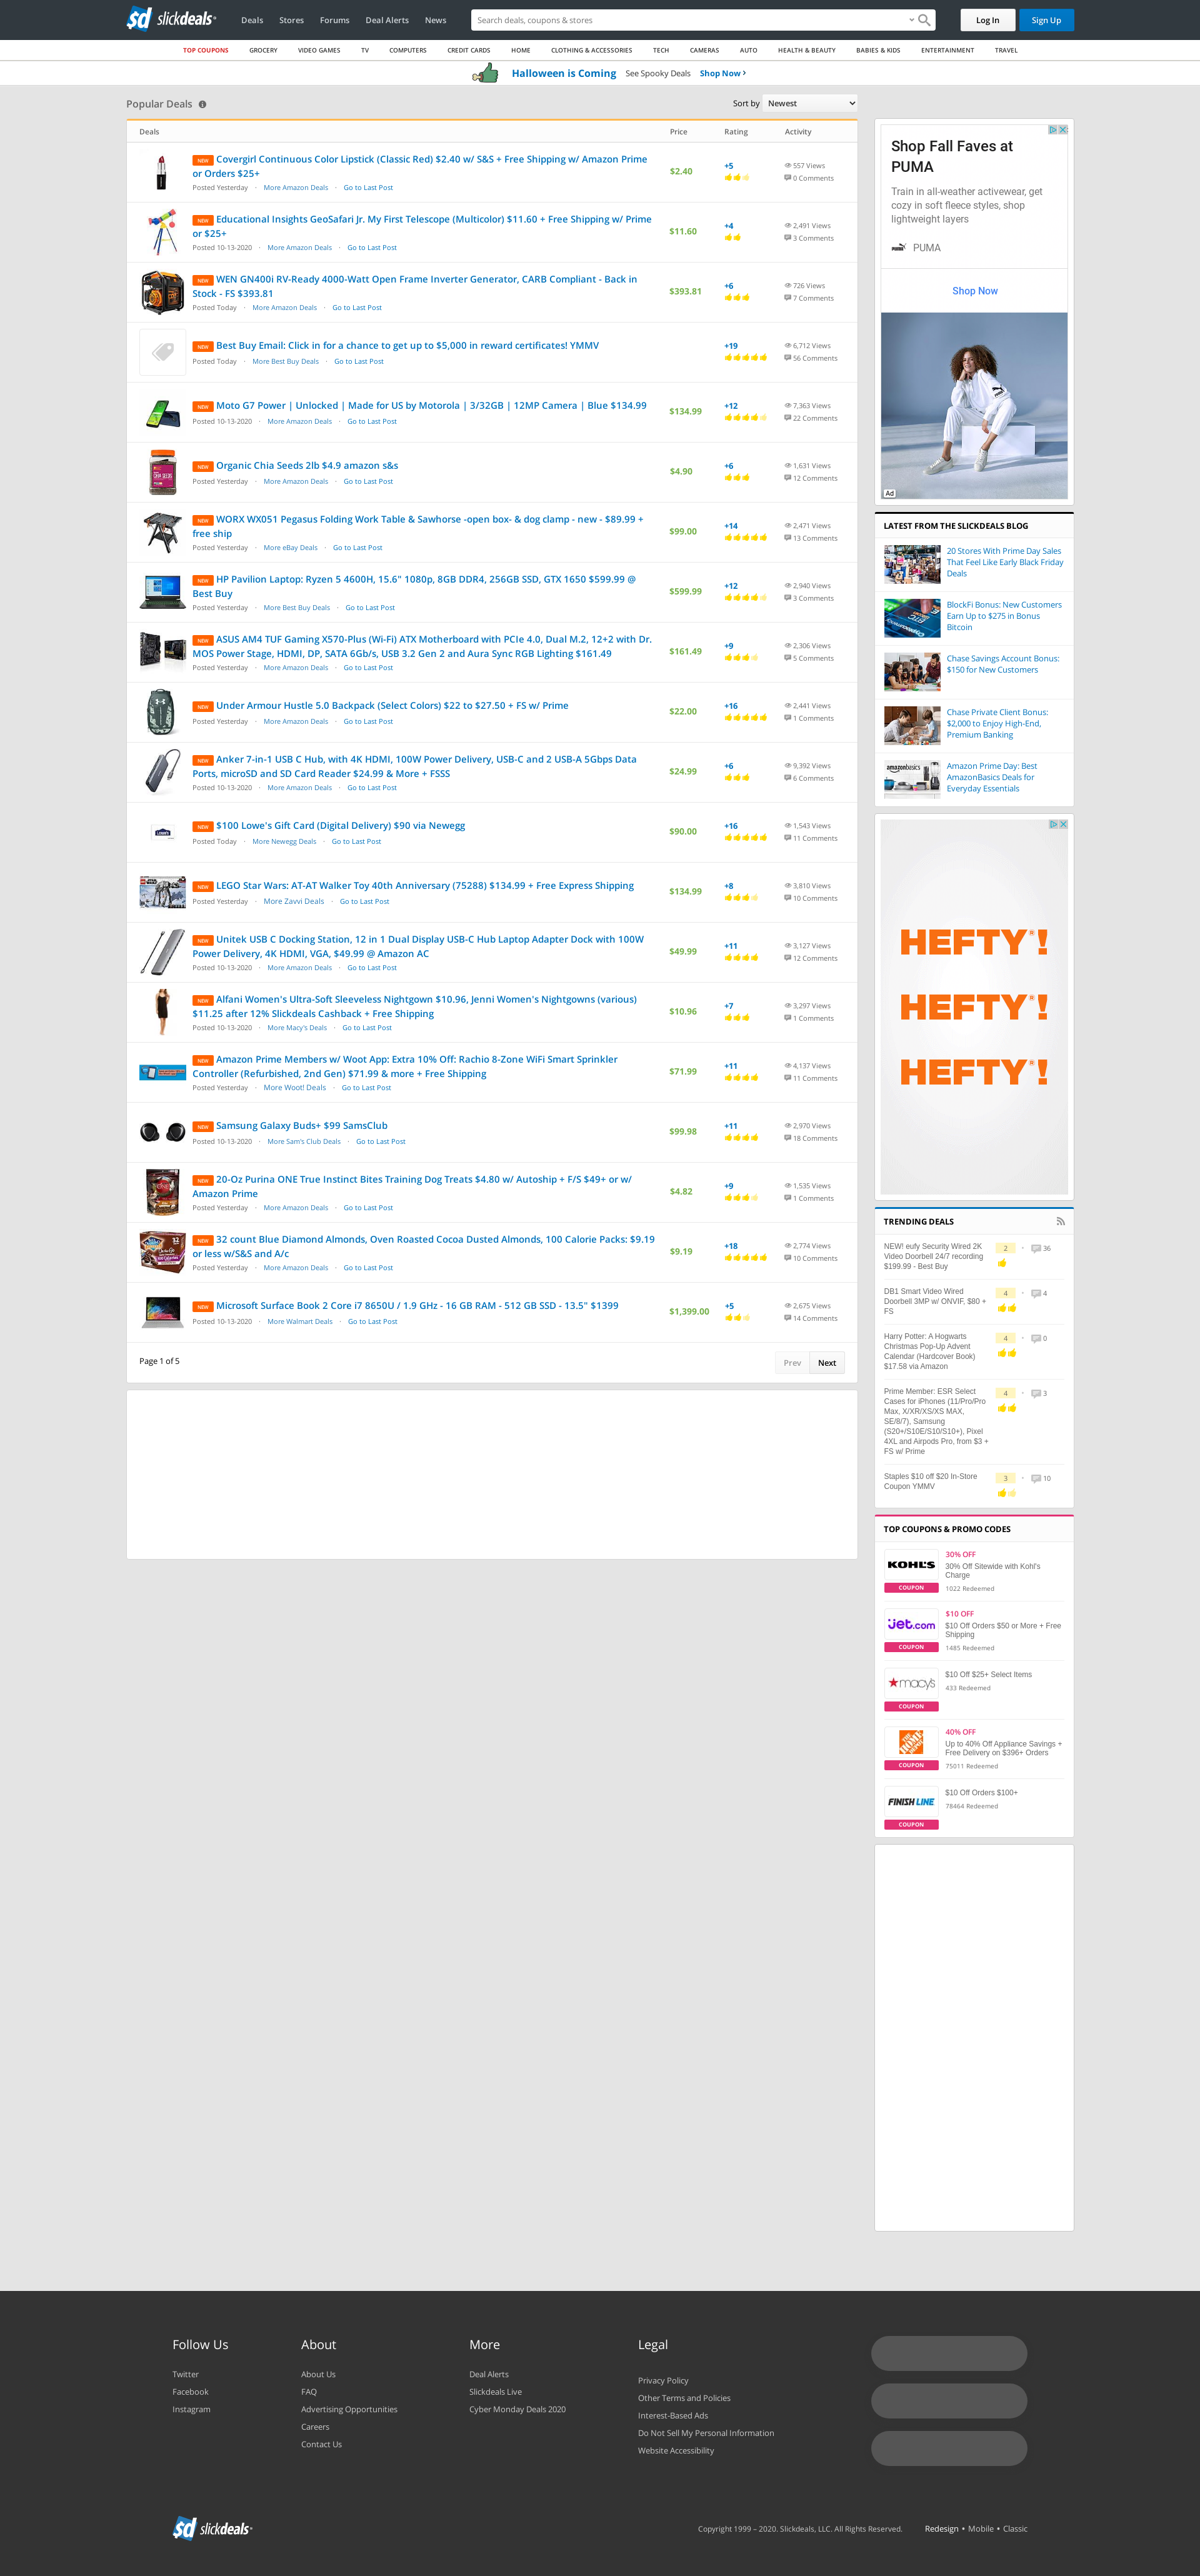 sd slickdeals
Deals Stores Forums Deal Alerts News
Search deals, coupons & stores
Log In
Sign Up
TOP COUPONS GROCERY VIDEO GAMES TV COMPUTERS CREDIT CARDS HOME CLOTHING & ACCESSORIES TECH CAMERAS AUTO HEALTH & BEAUTY BABIES & KIDS ENTERTAINMENT TRAVEL
Halloween is Coming See Spooky Deals Shop Now ›
Popular Deals
Sort by Newest
Deals Price Rating Activity
NEW Covergirl Continuous Color Lipstick (Classic Red) $2.40 w/ S&S + Free Shipping w/ Amazon Prime
or Orders $25+
Posted Yesterday · More Amazon Deals · Go to Last Post
$2.40
+5
557 Views
0 Comments
NEW Educational Insights GeoSafari Jr. My First Telescope (Multicolor) $11.60 + Free Shipping w/ Prime
or $25+
Posted 10-13-2020 · More Amazon Deals · Go to Last Post
$11.60
+4
2,491 Views
3 Comments
NEW WEN GN400i RV-Ready 4000-Watt Open Frame Inverter Generator, CARB Compliant - Back in
Stock - FS $393.81
Posted Today · More Amazon Deals · Go to Last Post
$393.81
+6
726 Views
7 Comments
NEW Best Buy Email: Click in for a chance to get up to $5,000 in reward certificates! YMMV
Posted Today · More Best Buy Deals · Go to Last Post
+19
6,712 Views
56 Comments
NEW Moto G7 Power | Unlocked | Made for US by Motorola | 3/32GB | 12MP Camera | Blue $134.99
Posted 10-13-2020 · More Amazon Deals · Go to Last Post
$134.99
+12
7,363 Views
22 Comments
NEW Organic Chia Seeds 2lb $4.9 amazon s&s
Posted Yesterday · More Amazon Deals · Go to Last Post
$4.90
+6
1,631 Views
12 Comments
NEW WORX WX051 Pegasus Folding Work Table & Sawhorse -open box- & dog clamp - new - $89.99 +
free ship
Posted Yesterday · More eBay Deals · Go to Last Post
$99.00
+14
2,471 Views
13 Comments
NEW HP Pavilion Laptop: Ryzen 5 4600H, 15.6" 1080p, 8GB DDR4, 256GB SSD, GTX 1650 $599.99 @
Best Buy
Posted Yesterday · More Best Buy Deals · Go to Last Post
$599.99
+12
2,940 Views
3 Comments
NEW ASUS AM4 TUF Gaming X570-Plus (Wi-Fi) ATX Motherboard with PCIe 4.0, Dual M.2, 12+2 with Dr.
MOS Power Stage, HDMI, DP, SATA 6Gb/s, USB 3.2 Gen 2 and Aura Sync RGB Lighting $161.49
Posted Yesterday · More Amazon Deals · Go to Last Post
$161.49
+9
2,306 Views
5 Comments
NEW Under Armour Hustle 5.0 Backpack (Select Colors) $22 to $27.50 + FS w/ Prime
Posted Yesterday · More Amazon Deals · Go to Last Post
$22.00
+16
2,441 Views
1 Comments
NEW Anker 7-in-1 USB C Hub, with 4K HDMI, 100W Power Delivery, USB-C and 2 USB-A 5Gbps Data
Ports, microSD and SD Card Reader $24.99 & More + FSSS
Posted 10-13-2020 · More Amazon Deals · Go to Last Post
$24.99
+6
9,392 Views
6 Comments
NEW $100 Lowe's Gift Card (Digital Delivery) $90 via Newegg
Posted Today · More Newegg Deals · Go to Last Post
$90.00
+16
1,543 Views
11 Comments
NEW LEGO Star Wars: AT-AT Walker Toy 40th Anniversary (75288) $134.99 + Free Express Shipping
Posted Yesterday · More Zavvi Deals · Go to Last Post
$134.99
+8
3,810 Views
10 Comments
NEW Unitek USB C Docking Station, 12 in 1 Dual Display USB-C Hub Laptop Adapter Dock with 100W
Power Delivery, 4K HDMI, VGA, $49.99 @ Amazon AC
Posted 10-13-2020 · More Amazon Deals · Go to Last Post
$49.99
+11
3,127 Views
12 Comments
NEW Alfani Women's Ultra-Soft Sleeveless Nightgown $10.96, Jenni Women's Nightgowns (various)
$11.25 after 12% Slickdeals Cashback + Free Shipping
Posted 10-13-2020 · More Macy's Deals · Go to Last Post
$10.96
+7
3,297 Views
1 Comments
NEW Amazon Prime Members w/ Woot App: Extra 10% Off: Rachio 8-Zone WiFi Smart Sprinkler
Controller (Refurbished, 2nd Gen) $71.99 & more + Free Shipping
Posted Yesterday · More Woot! Deals · Go to Last Post
$71.99
+11
4,137 Views
11 Comments
NEW Samsung Galaxy Buds+ $99 SamsClub
Posted 10-13-2020 · More Sam's Club Deals · Go to Last Post
$99.98
+11
2,970 Views
18 Comments
NEW 20-Oz Purina ONE True Instinct Bites Training Dog Treats $4.80 w/ Autoship + F/S $49+ or w/
Amazon Prime
Posted Yesterday · More Amazon Deals · Go to Last Post
$4.82
+9
1,535 Views
1 Comments
NEW 32 count Blue Diamond Almonds, Oven Roasted Cocoa Dusted Almonds, 100 Calorie Packs: $9.19
or less w/S&S and A/c
Posted Yesterday · More Amazon Deals · Go to Last Post
$9.19
+18
2,774 Views
10 Comments
NEW Microsoft Surface Book 2 Core i7 8650U / 1.9 GHz - 16 GB RAM - 512 GB SSD - 13.5" $1399
Posted 10-13-2020 · More Walmart Deals · Go to Last Post
$1,399.00
+5
2,675 Views
14 Comments
Page 1 of 5
Prev Next
Shop Fall Faves at
PUMA
Train in all-weather activewear, get
cozy in soft fleece styles, shop
lightweight layers
PUMA
Shop Now
Ad
LATEST FROM THE SLICKDEALS BLOG
20 Stores With Prime Day Sales
That Feel Like Early Black Friday
Deals
BlockFi Bonus: New Customers
Earn Up to $275 in Bonus
Bitcoin
Chase Savings Account Bonus:
$150 for New Customers
Chase Private Client Bonus:
$2,000 to Enjoy High-End,
Premium Banking
amazonbasics
Amazon Prime Day: Best
AmazonBasics Deals for
Everyday Essentials
HEFTY®!
HEFTY®!
HEFTY®!
TRENDING DEALS
NEW! eufy Security Wired 2K
Video Doorbell 24/7 recording
$199.99 - Best Buy
2 · 36
DB1 Smart Video Wired
Doorbell 3MP w/ ONVIF, $80 +
FS
4 · 4
Harry Potter: A Hogwarts
Christmas Pop-Up Advent
Calendar (Hardcover Book)
$17.58 via Amazon
4 · 0
Prime Member: ESR Select
Cases for iPhones (11/Pro/Pro
Max, X/XR/XS/XS MAX,
SE/8/7), Samsung
(S20+/S10E/S10/S10+), Pixel
4XL and Airpods Pro, from $3 +
FS w/ Prime
4 · 3
Staples $10 off $20 In-Store
Coupon YMMV
3 · 10
TOP COUPONS & PROMO CODES
KOHL'S
COUPON
30% OFF
30% Off Sitewide with Kohl's
Charge
1022 Redeemed
jet.com
COUPON
$10 OFF
$10 Off Orders $50 or More + Free
Shipping
1485 Redeemed
macy's
COUPON
$10 Off $25+ Select Items
433 Redeemed
THE HOME DEPOT
COUPON
40% OFF
Up to 40% Off Appliance Savings +
Free Delivery on $396+ Orders
75011 Redeemed
FINISH LINE
COUPON
$10 Off Orders $100+
78464 Redeemed
Follow Us
Twitter
Facebook
Instagram
About
About Us
FAQ
Advertising Opportunities
Careers
Contact Us
More
Deal Alerts
Slickdeals Live
Cyber Monday Deals 2020
Legal
Privacy Policy
Other Terms and Policies
Interest-Based Ads
Do Not Sell My Personal Information
Website Accessibility
sd slickdeals
Copyright 1999 – 2020. Slickdeals, LLC. All Rights Reserved.
Redesign • Mobile • Classic